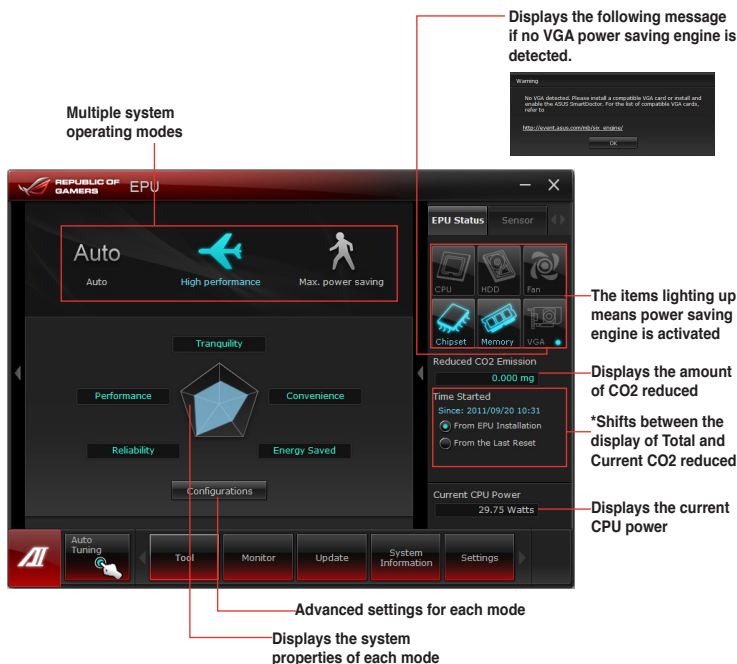 Displays the following message
if no VGA power saving engine is
detected.
Warning
No VGA detected. Please install a compatible VGA card or install and
enable the ASUS SmartDoctor. For the list of compatible VGA cards,
refer to
http://event.asus.com/mb/six_engine/
OK
Multiple system
operating modes
REPUBLIC OF
GAMERS
EPU
Auto
Auto
High performance
Max. power saving
EPU Status
Sensor
CPU
HDD
Fan
Chipset
Memory
VGA
The items lighting up
means power saving
engine is activated
Tranquility
Performance
Convenience
Reliability
Energy Saved
Configurations
Reduced CO2 Emission
0.000 mg
Displays the amount
of CO2 reduced
Time Started
Since: 2011/09/20 10:31
From EPU Installation
From the Last Reset
*Shifts between the
display of Total and
Current CO2 reduced
Current CPU Power
29.75 Watts
Displays the current
CPU power
AI
Auto
Tuning
Tool
Monitor
Update
System
Information
Settings
Advanced settings for each mode
Displays the system
properties of each mode